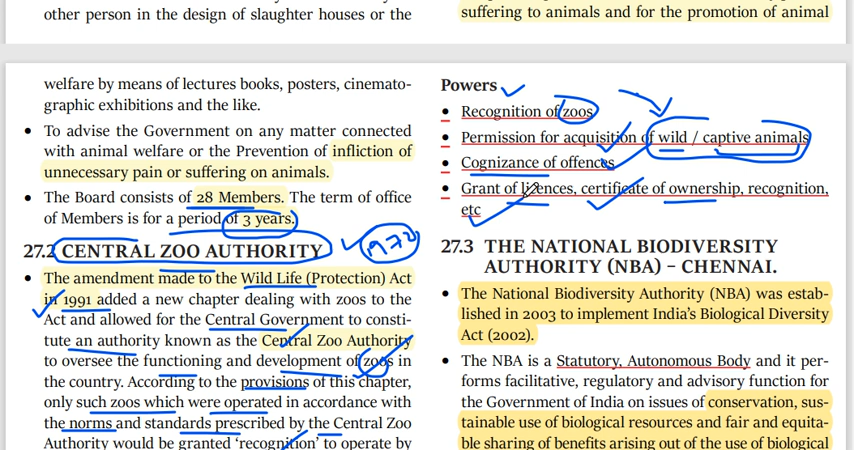 other person in the design of slaughter houses or the
suffering to animals and for the promotion of animal
welfare by means of lectures books, posters, cinemato-
graphic exhibitions and the like.
• To advise the Government on any matter connected
with animal welfare or the Prevention of infliction of
unnecessary pain or suffering on animals.
• The Board consists of 28 Members. The term of office
of Members is for a period of 3 years.
27.2 CENTRAL ZOO AUTHORITY
1972
• The amendment made to the Wild Life (Protection) Act
in 1991 added a new chapter dealing with zoos to the
Act and allowed for the Central Government to consti-
tute an authority known as the Central Zoo Authority
to oversee the functioning and development of zoos in
the country. According to the provisions of this chapter,
only such zoos which were operated in accordance with
the norms and standards prescribed by the Central Zoo
Authority would be granted ‘recognition’ to operate by
Powers
• Recognition of zoos
• Permission for acquisition of wild / captive animals
• Cognizance of offences
• Grant of licences, certificate of ownership, recognition,
etc
27.3 THE NATIONAL BIODIVERSITY
AUTHORITY (NBA) – CHENNAI.
• The National Biodiversity Authority (NBA) was estab-
lished in 2003 to implement India’s Biological Diversity
Act (2002).
• The NBA is a Statutory, Autonomous Body and it per-
forms facilitative, regulatory and advisory function for
the Government of India on issues of conservation, sus-
tainable use of biological resources and fair and equita-
ble sharing of benefits arising out of the use of biological